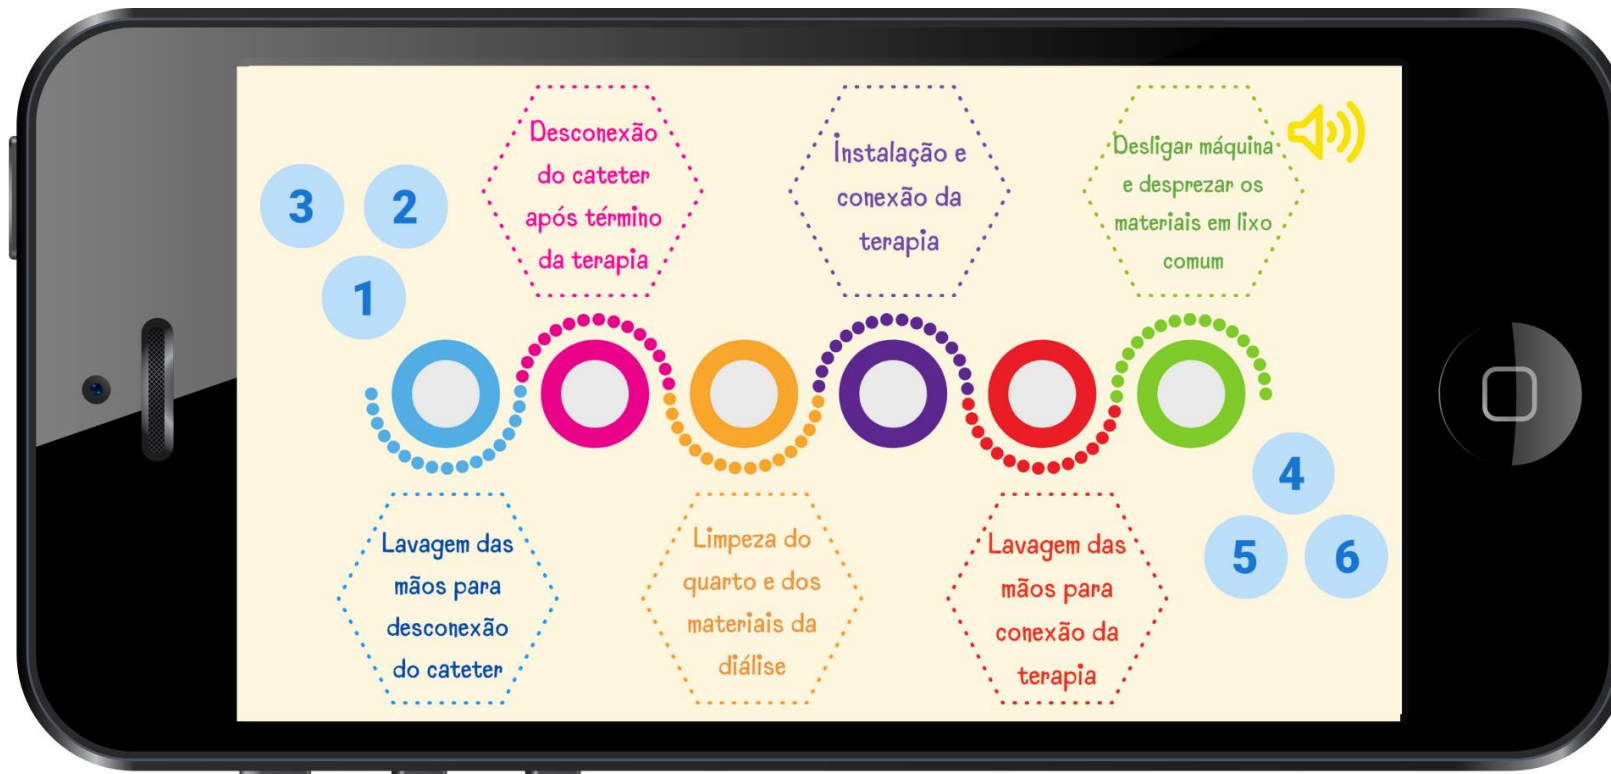 Desconexão
do cateter
após término
da terapia
Instalação e
conexão da
terapia
Desligar máquina
e desprezar os
materiais em lixo
comum
3
2
1
Lavagem das
mãos para
desconexão
do cateter
Limpeza do
quarto e dos
materiais da
diálise
Lavagem das
mãos para
conexão da
terapia
4
5
6